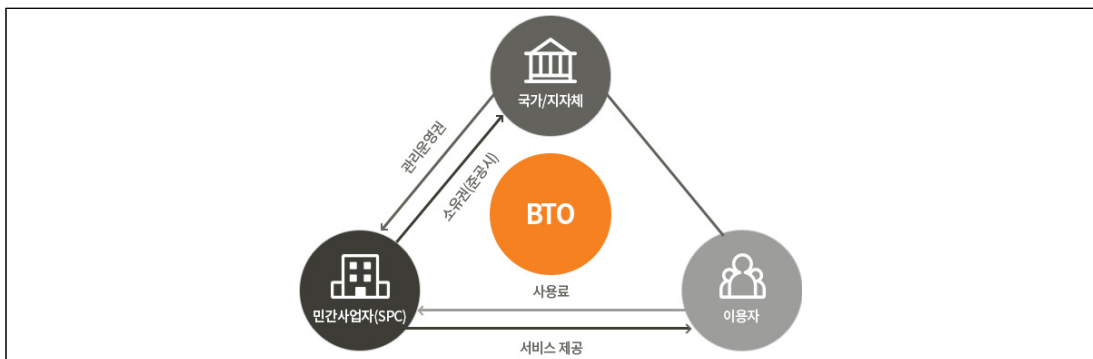 국가/지자체
관리운영권
소유권(준공시)
BTO
사용료
민간사업자(SPC)
이용자
서비스 제공